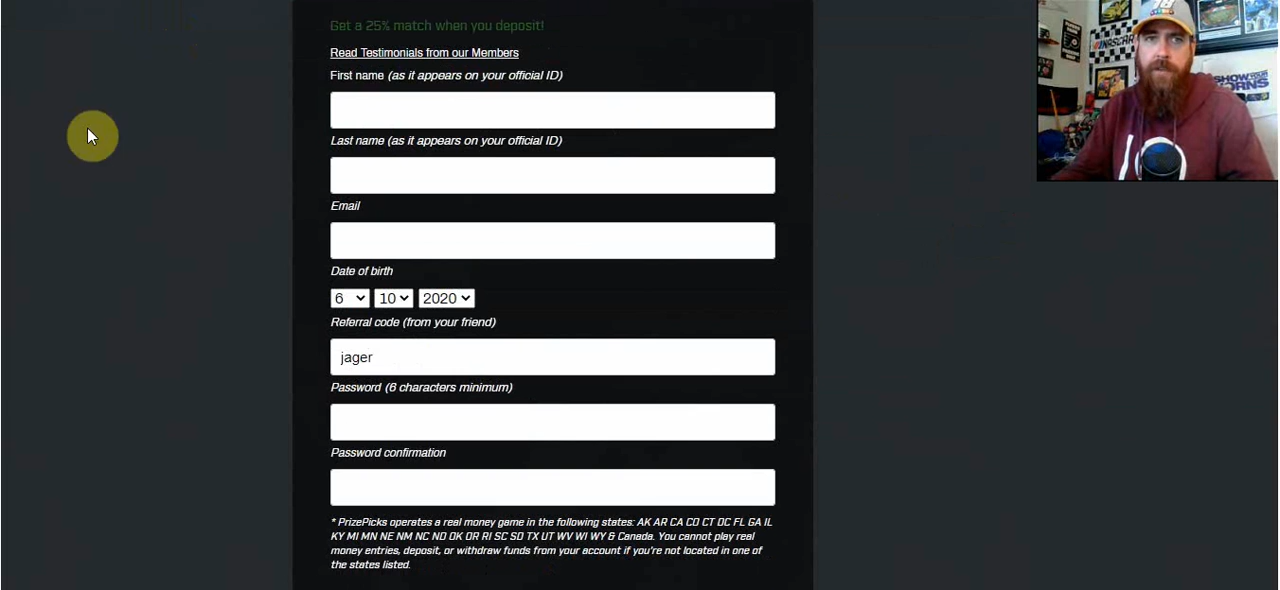 Get a 25% match when you deposit!
Read Testimonials from our Members
First name (as it appears on your official ID)
Last name (as it appears on your official ID)
Email
Date of birth
6 10 2020
Referral code (from your friend)
jager
Password (6 characters minimum)
Password confirmation
* PrizePicks operates a real money game in the following states: AK AR CA CO CT DC FL GA IL
KY MI MN NE NM NC ND OK OR RI SC SD TX UT WV WI WY & Canada. You cannot play real
money entries, deposit, or withdraw funds from your account if you're not located in one of
the states listed.
18
NASCAR
SHOW YOUR
HORNS